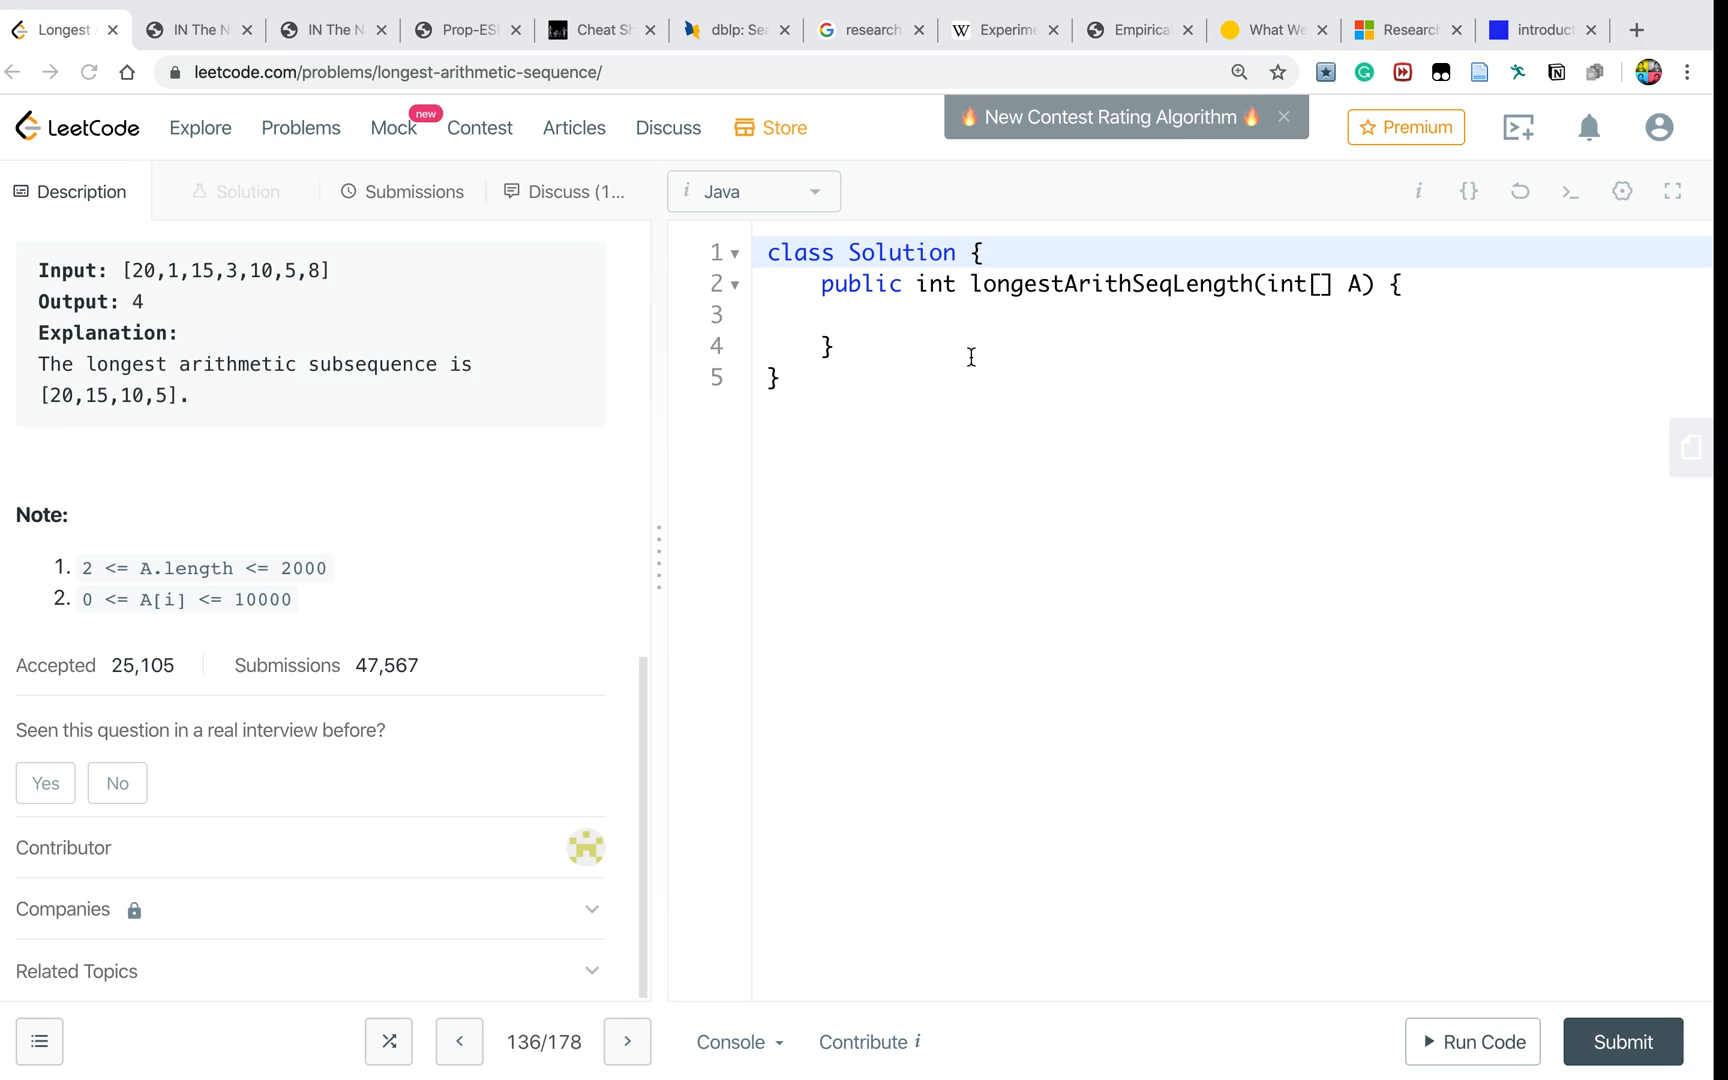 Longest
IN The N
IN The N
Prop-ESI
Cheat Sh
dblp: Sea
research
Experime
Empirical
What We
Research
introduct
leetcode.com/problems/longest-arithmetic-sequence/
LeetCode
Explore
Problems
Mock
new
Contest
Articles
Discuss
Store
🔥 New Contest Rating Algorithm 🔥
Premium
Description
Solution
Submissions
Discuss (1...
i Java
Input: [20,1,15,3,10,5,8]
Output: 4
Explanation:
The longest arithmetic subsequence is
[20,15,10,5].
Note:
1. 2 <= A.length <= 2000
2. 0 <= A[i] <= 10000
Accepted 25,105 Submissions 47,567
Seen this question in a real interview before?
Yes No
Contributor
Companies
Related Topics
136/178
1 class Solution {
2 public int longestArithSeqLength(int[] A) {
3
4 }
5 }
Console
Contribute i
Run Code
Submit